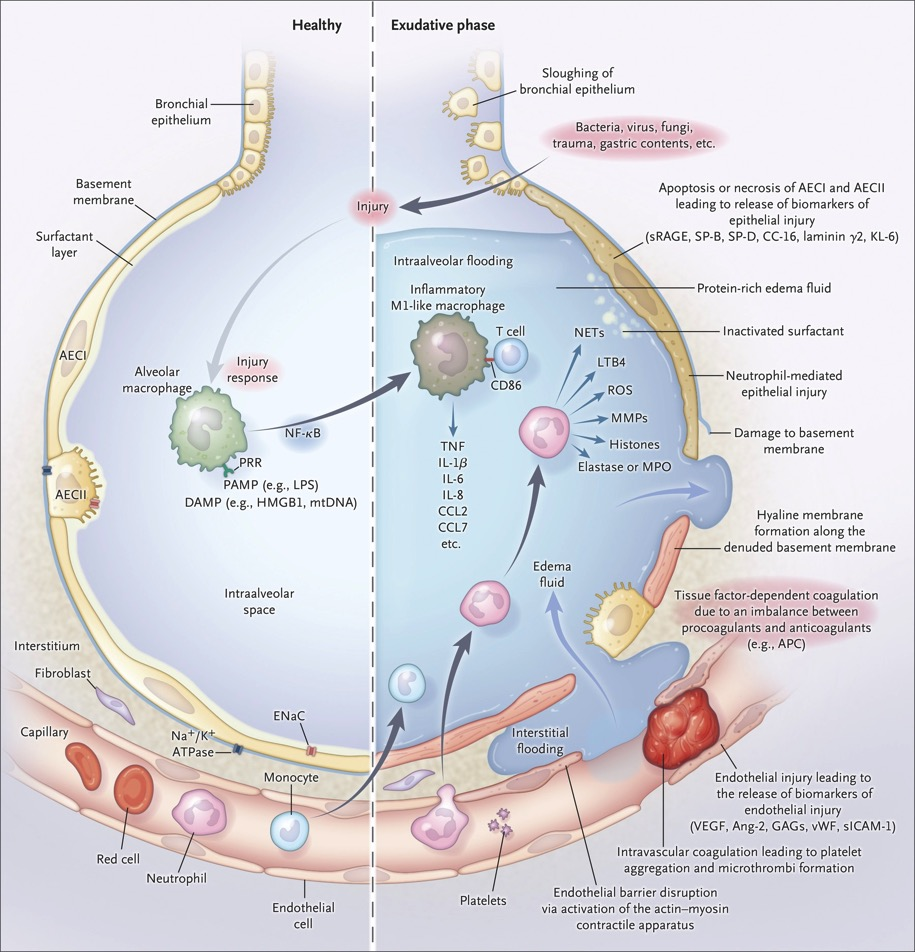 Healthy
Exudative phase
Sloughing of
bronchial epithelium
Bronchial
epithelium
Bacteria, virus, fungi,
trauma, gastric contents, etc.
Basement
membrane
Injury
Apoptosis or necrosis of AECI and AECII
leading to release of biomarkers of
epithelial injury
(sRAGE, SP-B, SP-D, CC-16, laminin γ2, KL-6)
Surfactant
layer
Intraalveolar flooding
Protein-rich edema fluid
Inflammatory
M1-like macrophage
T cell
NETs
Inactivated surfactant
AECI
Alveolar
macrophage
Injury
response
CD86
LTB4
ROS
Neutrophil-mediated
epithelial injury
NF-κB
MMPs
Histones
Elastase or MPO
Damage to basement
membrane
TNF
IL-1β
IL-6
IL-8
CCL2
CCL7
etc.
PRR
PAMP (e.g., LPS)
DAMP (e.g., HMGB1, mtDNA)
AECII
Hyaline membrane
formation along the
denuded basement membrane
Edema
fluid
Intraalveolar
space
Tissue factor-dependent coagulation
due to an imbalance between
procoagulants and anticoagulants
(e.g., APC)
Interstitium
Fibroblast
Capillary
Na+/K+
ATPase
ENaC
Interstitial
flooding
Monocyte
Endothelial injury leading to
the release of biomarkers of
endothelial injury
(VEGF, Ang-2, GAGs, vWF, sICAM-1)
Red cell
Neutrophil
Intravascular coagulation leading to platelet
aggregation and microthrombi formation
Platelets
Endothelial
cell
Endothelial barrier disruption
via activation of the actin–myosin
contractile apparatus